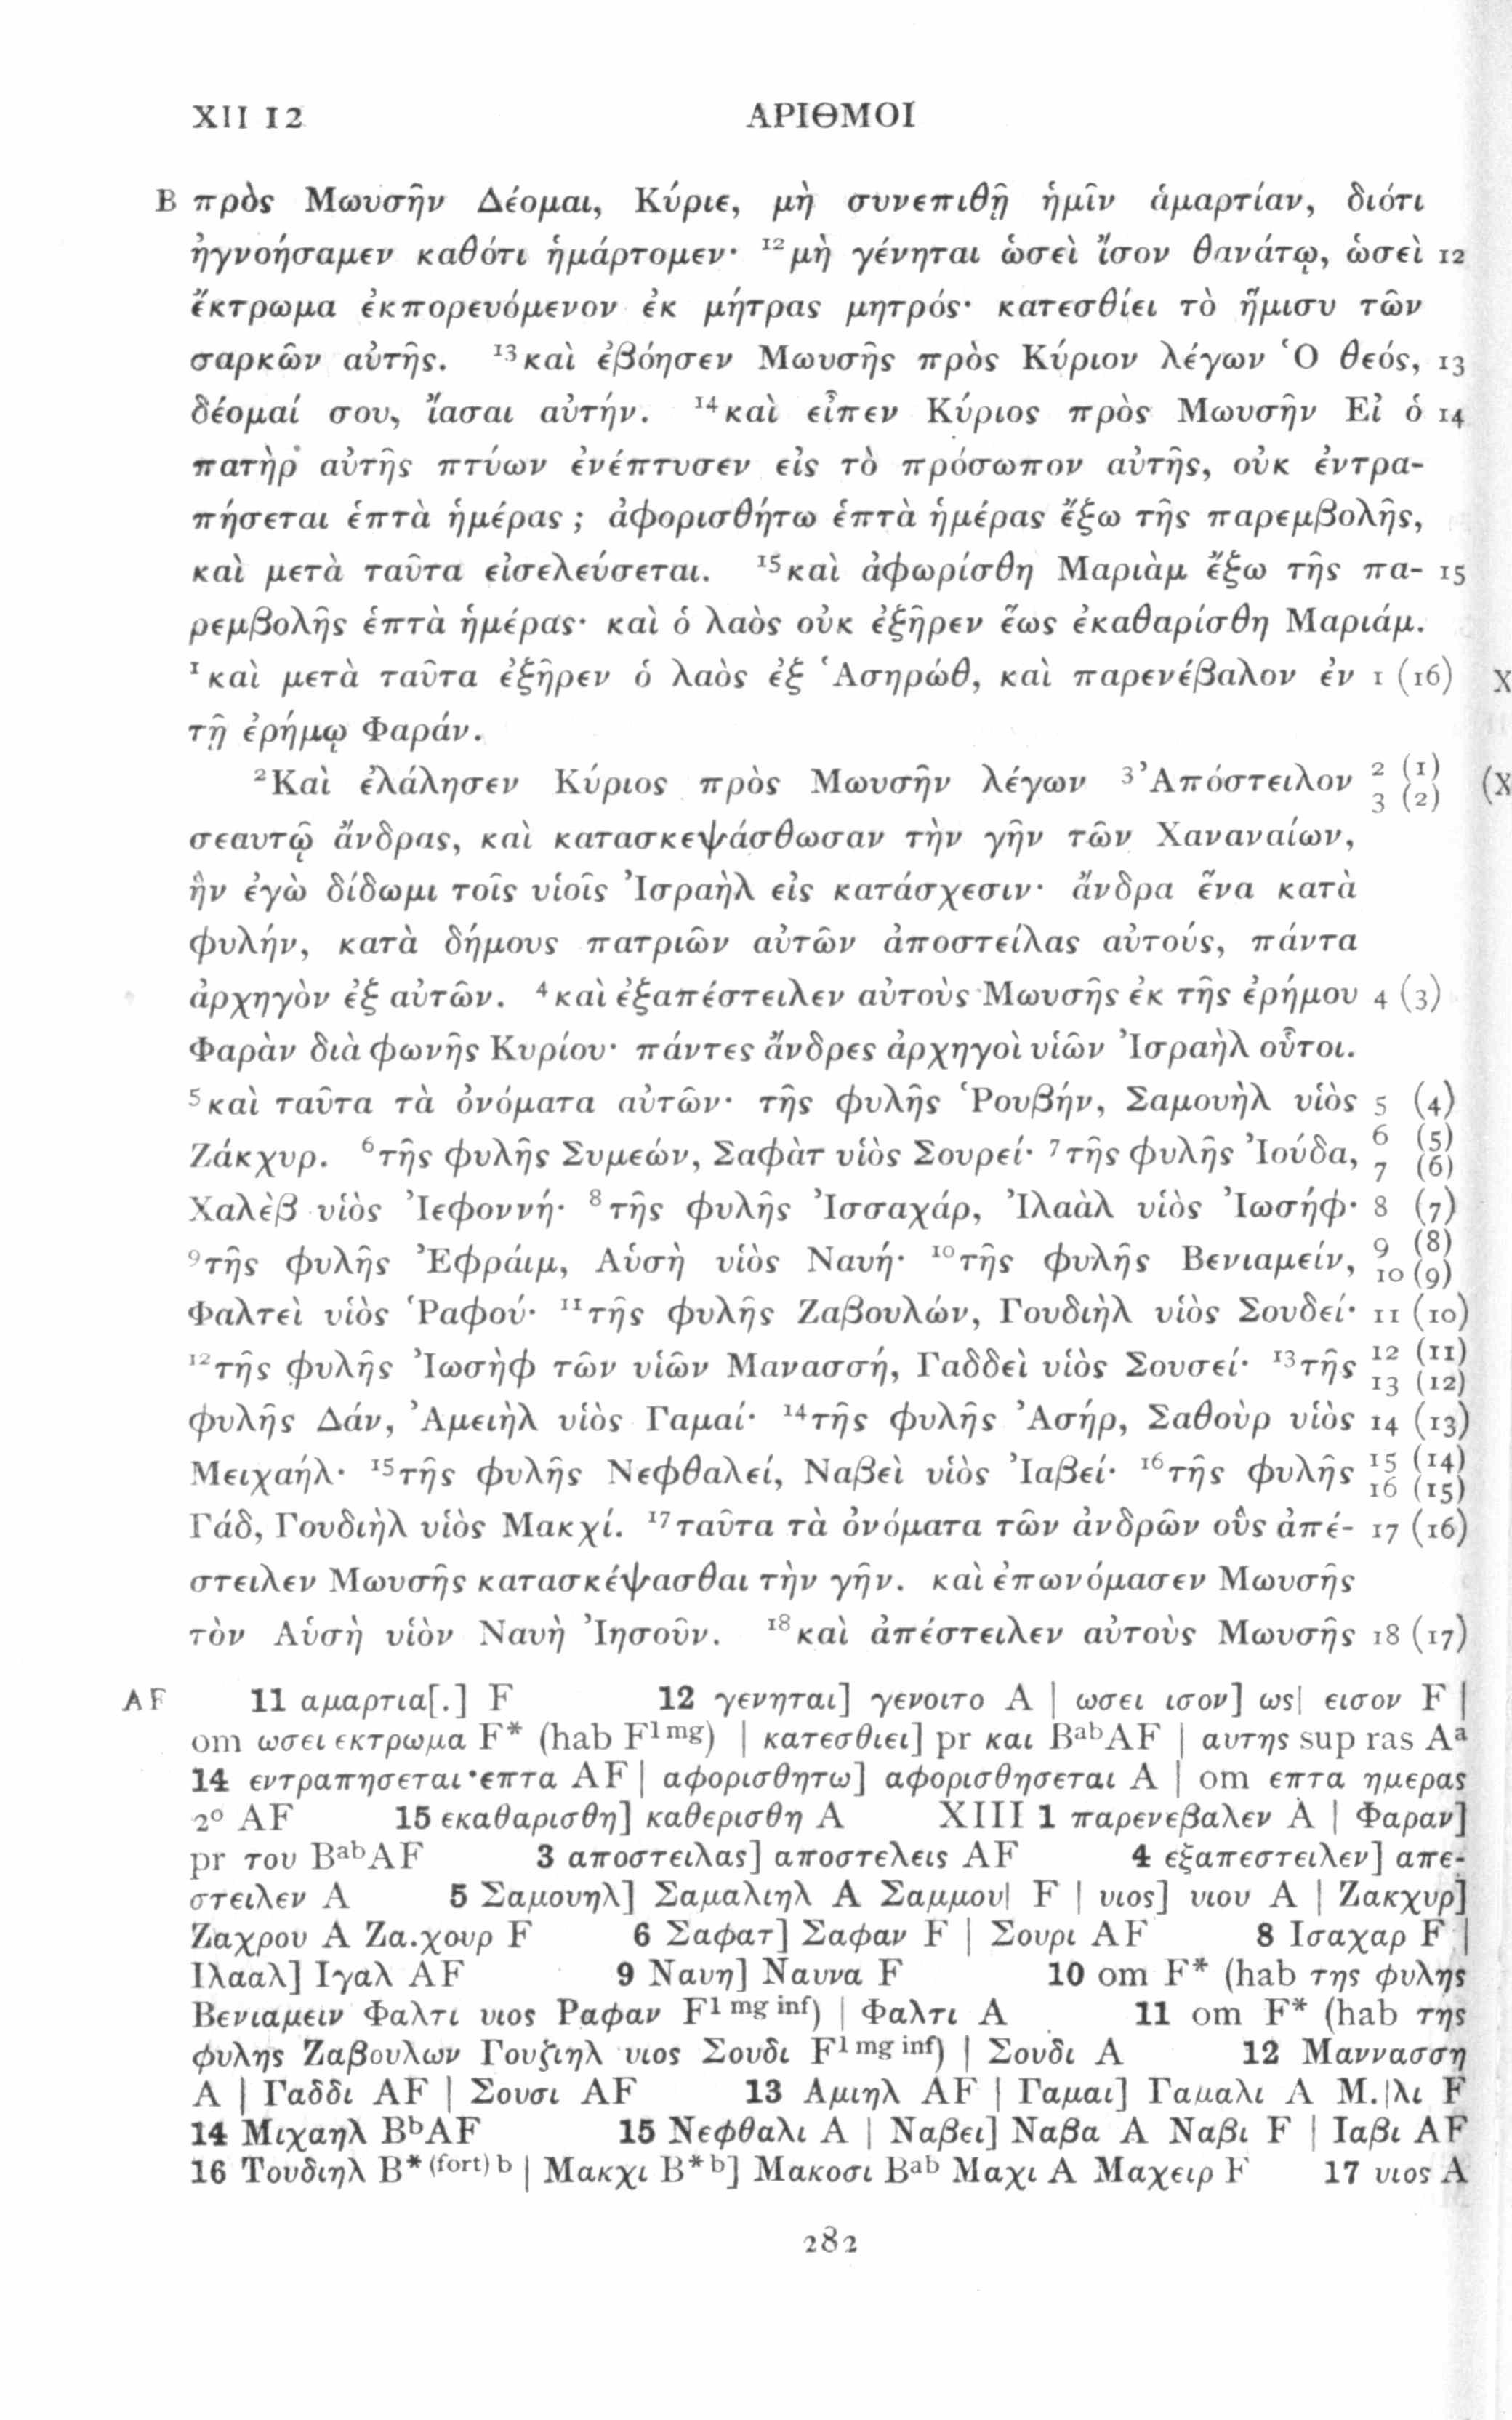 XII 12 ΑΡΙΘΜΟΙ
B πρὸς Μωυσῆν Δέομαι, Κύριε, μὴ συνεπιθῇ ἡμῖν ἁμαρτίαν, διότι
ἠγνοήσαμεν καθότι ἡμάρτομεν· ¹²μὴ γένηται ὡσεὶ ἴσον θανάτῳ, ὡσεὶ 12
ἔκτρωμα ἐκπορευόμενον ἐκ μήτρας μητρός· κατεσθίει τὸ ἥμισυ τῶν
σαρκῶν αὐτῆς. ¹³καὶ ἐβόησεν Μωυσῆς πρὸς Κύριον λέγων Ὁ θεός, 13
δέομαί σου, ἴασαι αὐτήν. ¹⁴καὶ εἶπεν Κύριος πρὸς Μωυσῆν Εἰ ὁ 14
πατὴρ αὐτῆς πτύων ἐνέπτυσεν εἰς τὸ πρόσωπον αὐτῆς, οὐκ ἐντρα-
πήσεται ἑπτὰ ἡμέρας ; ἀφορισθήτω ἑπτὰ ἡμέρας ἔξω τῆς παρεμβολῆς,
καὶ μετὰ ταῦτα εἰσελεύσεται. ¹⁵καὶ ἀφωρίσθη Μαριὰμ ἔξω τῆς πα- 15
ρεμβολῆς ἑπτὰ ἡμέρας· καὶ ὁ λαὸς οὐκ ἐξῆρεν ἕως ἐκαθαρίσθη Μαριάμ.
¹καὶ μετὰ ταῦτα ἐξῆρεν ὁ λαὸς ἐξ Ἁσηρώθ, καὶ παρενέβαλον ἐν 1 (16) X
τῇ ἐρήμῳ Φαράν.
²Καὶ ἐλάλησεν Κύριος πρὸς Μωυσῆν λέγων ³Ἀπόστειλον 2 (1) 3 (2) (X
σεαυτῷ ἄνδρας, καὶ κατασκεψάσθωσαν τὴν γῆν τῶν Χαναναίων,
ἣν ἐγὼ δίδωμι τοῖς υἱοῖς Ἰσραὴλ εἰς κατάσχεσιν· ἄνδρα ἕνα κατὰ
φυλήν, κατὰ δήμους πατριῶν αὐτῶν ἀποστείλας αὐτούς, πάντα
ἀρχηγὸν ἐξ αὐτῶν. ⁴καὶ ἐξαπέστειλεν αὐτοὺς Μωυσῆς ἐκ τῆς ἐρήμου 4 (3)
Φαρὰν διὰ φωνῆς Κυρίου· πάντες ἄνδρες ἀρχηγοὶ υἱῶν Ἰσραὴλ οὗτοι.
⁵καὶ ταῦτα τὰ ὀνόματα αὐτῶν· τῆς φυλῆς Ῥουβήν, Σαμουὴλ υἱὸς 5 (4)
Ζάκχυρ. ⁶τῆς φυλῆς Συμεών, Σαφὰτ υἱὸς Σουρεί· ⁷τῆς φυλῆς Ἰούδα, 6 (5) 7 (6)
Χαλὲβ υἱὸς Ἰεφοννή· ⁸τῆς φυλῆς Ἰσσαχάρ, Ἰλαὰλ υἱὸς Ἰωσήφ· 8 (7)
⁹τῆς φυλῆς Ἐφράιμ, Αὑσὴ υἱὸς Ναυή· ¹⁰τῆς φυλῆς Βενιαμείν, 9 (8) 10 (9)
Φαλτεὶ υἱὸς Ῥαφού· ¹¹τῆς φυλῆς Ζαβουλών, Γουδιὴλ υἱὸς Σουδεί· 11 (10)
¹²τῆς φυλῆς Ἰωσὴφ τῶν υἱῶν Μανασσή, Γαδδεὶ υἱὸς Σουσεί· ¹³τῆς 12 (11) 13 (12)
φυλῆς Δάν, Ἀμειὴλ υἱὸς Γαμαί· ¹⁴τῆς φυλῆς Ἀσήρ, Σαθοὺρ υἱὸς 14 (13)
Μειχαήλ· ¹⁵τῆς φυλῆς Νεφθαλεί, Ναβεὶ υἱὸς Ἰαβεί· ¹⁶τῆς φυλῆς 15 (14) 16 (15)
Γάδ, Γουδιὴλ υἱὸς Μακχί. ¹⁷ταῦτα τὰ ὀνόματα τῶν ἀνδρῶν οὓς ἀπέ- 17 (16)
στειλεν Μωυσῆς κατασκέψασθαι τὴν γῆν. καὶ ἐπωνόμασεν Μωυσῆς
τὸν Αὑσὴ υἱὸν Ναυὴ Ἰησοῦν. ¹⁸καὶ ἀπέστειλεν αὐτοὺς Μωυσῆς 18 (17)
AF 11 αμαρτια[.] F 12 γενηται] γενοιτο A | ωσει ισον] ως| εισον F |
om ωσει εκτρωμα F* (hab F¹ᵐᵍ) | κατεσθιει] pr και BᵃᵇAF | αυτης sup ras Aᵃ
14 εντραπησεται·επτα AF | αφορισθητω] αφορισθησεται A | om επτα ημερας
2º AF 15 εκαθαρισθη] καθερισθη A XIII 1 παρενεβαλεν A | Φαραν]
pr του BᵃᵇAF 3 αποστειλας] αποστελεις AF 4 εξαπεστειλεν] απε-
στειλεν A 5 Σαμουηλ] Σαμαλιηλ A Σαμμου| F | υιος] υιου A | Ζακχυρ]
Ζαχρου A Ζα.χουρ F 6 Σαφατ] Σαφαν F | Σουρι AF 8 Ισαχαρ F |
Ιλααλ] Ιγαλ AF 9 Ναυη] Ναυνα F 10 om F* (hab της φυλης
Βενιαμειν Φαλτι υιος Ραφαν F¹ ᵐᵍ ⁱⁿᶠ) | Φαλτι A 11 om F* (hab της
φυλης Ζαβουλων Γουζιηλ υιος Σουδι F¹ ᵐᵍ ⁱⁿᶠ) | Σουδι A 12 Μαννασση
A | Γαδδι AF | Σουσι AF 13 Αμιηλ AF | Γαμαι] Γαμαλι A Μ.|λι F
14 Μιχαηλ BᵇAF 15 Νεφθαλι A | Ναβει] Ναβα A Ναβι F | Ιαβι AF
16 Τουδιηλ B* ⁽ᶠᵒʳᵗ⁾ ᵇ | Μακχι B*ᵇ] Μακοσι Bᵃᵇ Μαχι A Μαχειρ F 17 υιος A
282